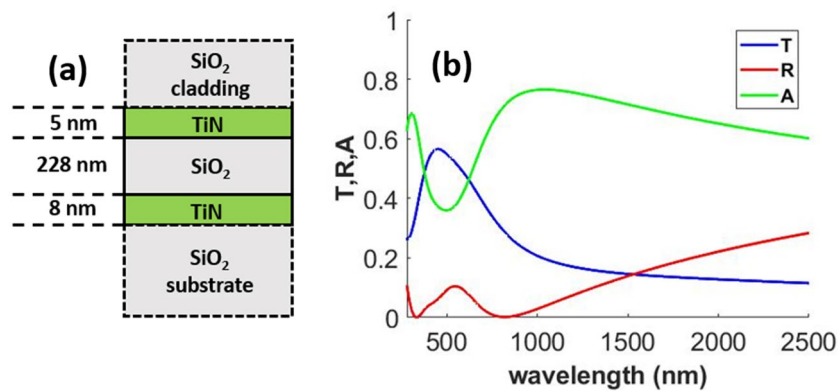 (a)
SiO2
cladding
5 nm
TiN
228 nm
SiO2
8 nm
TiN
SiO2
substrate
(b)
T
R
A
T,R,A
1
0.8
0.6
0.4
0.2
0
500
1000
1500
2000
2500
wavelength (nm)